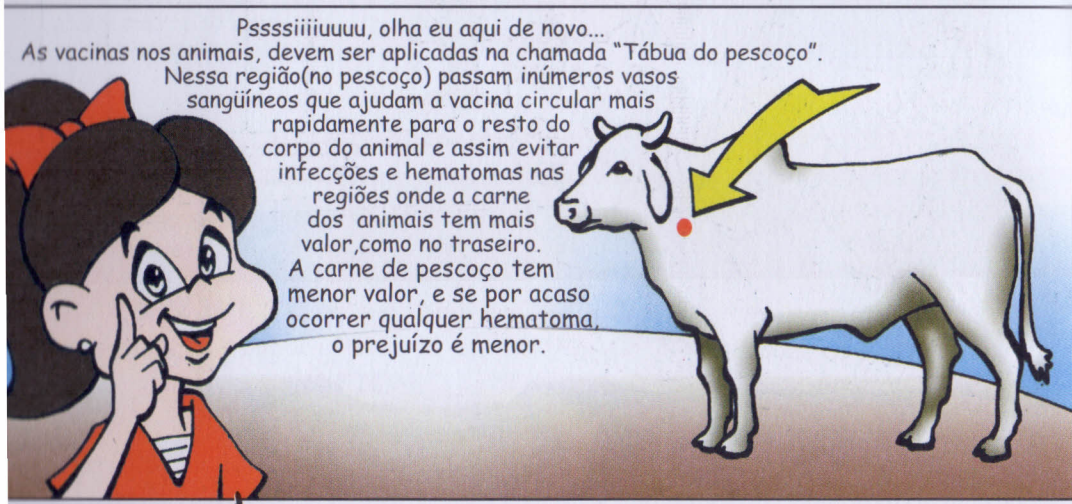 Pssssiiiiuuuu, olha eu aqui de novo...
As vacinas nos animais, devem ser aplicadas na chamada “Tábua do pescoço”.
Nessa região(no pescoço) passam inúmeros vasos
sangüíneos que ajudam a vacina circular mais
rapidamente para o resto do
corpo do animal e assim evitar
infecções e hematomas nas
regiões onde a carne
dos animais tem mais
valor,como no traseiro.
A carne de pescoço tem
menor valor, e se por acaso
ocorrer qualquer hematoma,
o prejuízo é menor.